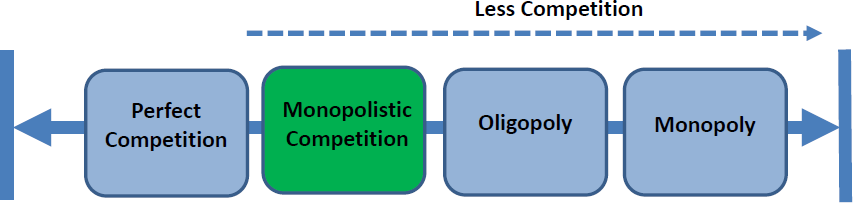 Less Competition
Perfect
Competition
Monopolistic
Competition
Oligopoly
Monopoly